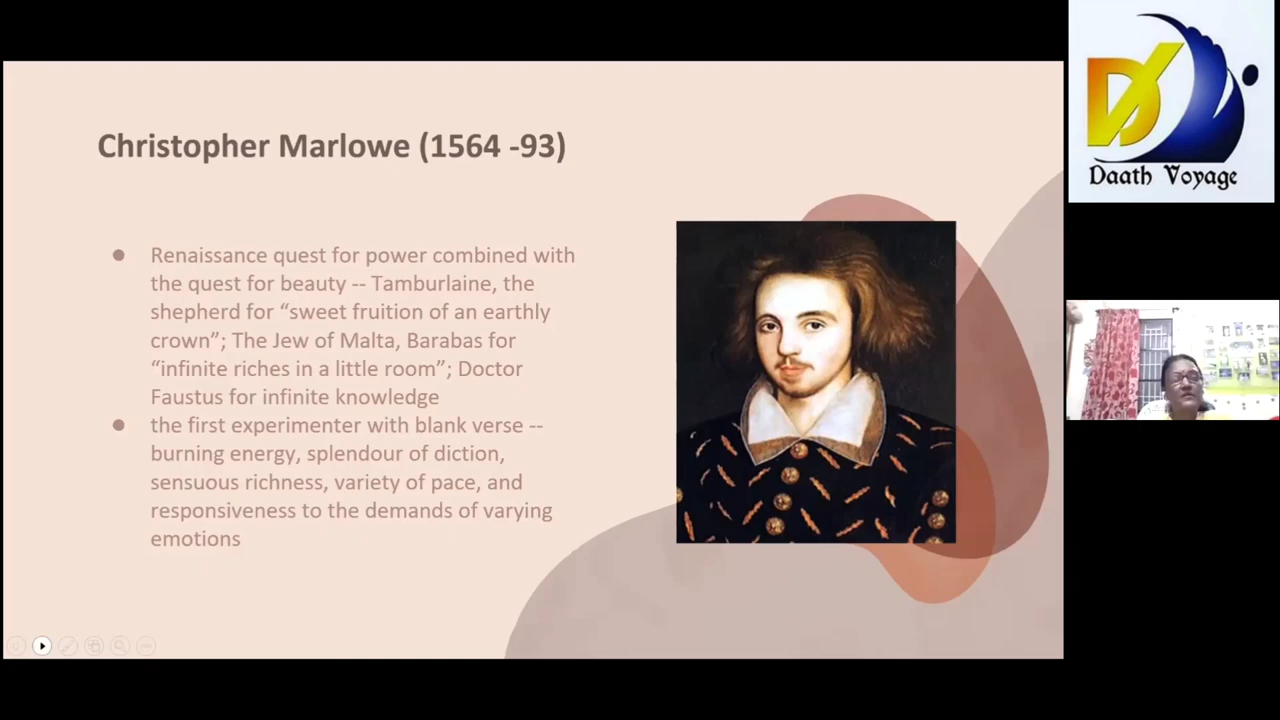 Christopher Marlowe (1564 -93)
● Renaissance quest for power combined with
the quest for beauty -- Tamburlaine, the
shepherd for “sweet fruition of an earthly
crown”; The Jew of Malta, Barabas for
“infinite riches in a little room”; Doctor
Faustus for infinite knowledge
● the first experimenter with blank verse --
burning energy, splendour of diction,
sensuous richness, variety of pace, and
responsiveness to the demands of varying
emotions
D
Daath Voyage